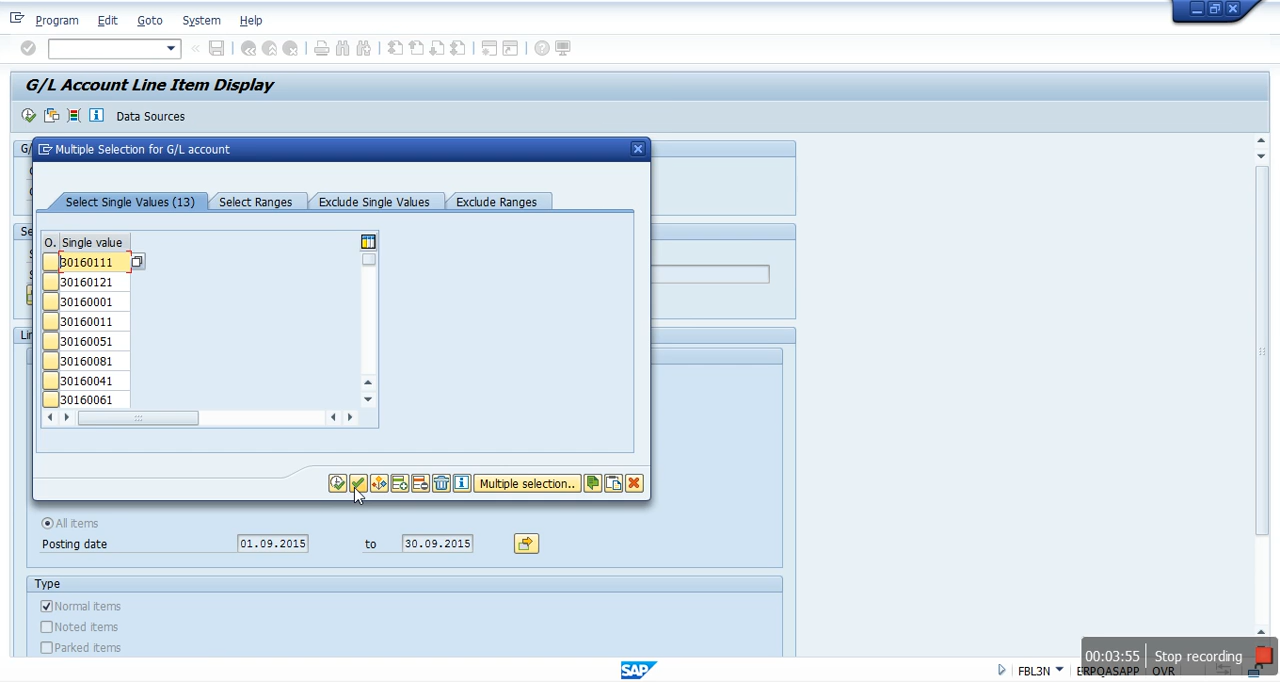 Program Edit Goto System Help
G/L Account Line Item Display
Data Sources
Multiple Selection for G/L account
Select Single Values (13) Select Ranges Exclude Single Values Exclude Ranges
O. Single value
30160111
30160121
30160001
30160011
30160051
30160081
30160041
30160061
Multiple selection..
All items
Posting date 01.09.2015 to 30.09.2015
Type
Normal items
Noted items
Parked items
00:03:55 Stop recording
SAP FBL3N ERPQASAPP OVR